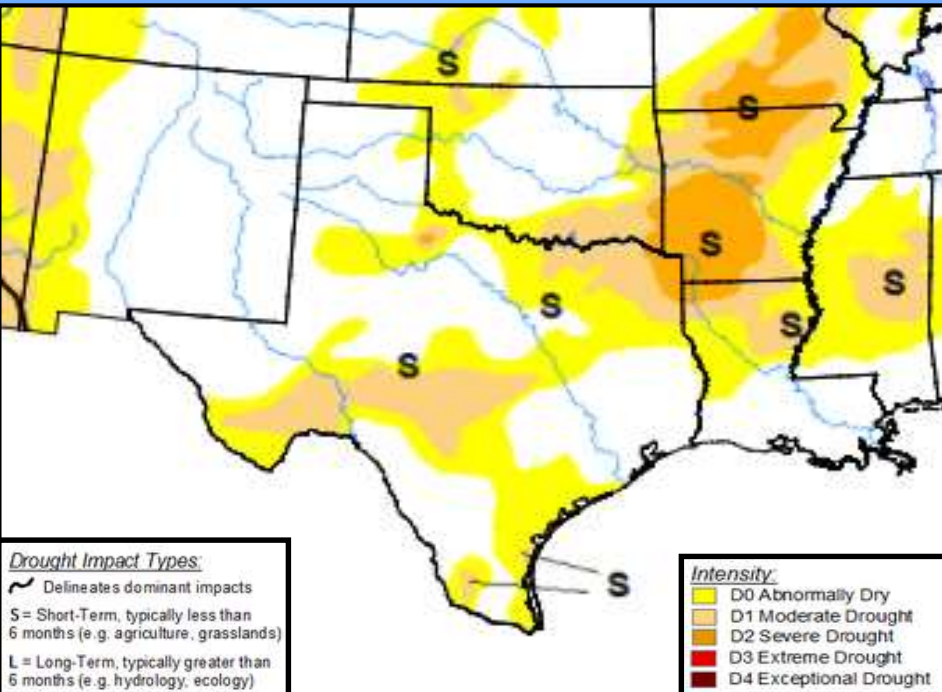 S
S
S
S
S
S
S
S
Drought Impact Types:
Delineates dominant impacts
S = Short-Term, typically less than
6 months (e.g. agriculture, grasslands)
L = Long-Term, typically greater than
6 months (e.g. hydrology, ecology)
Intensity:
D0 Abnormally Dry
D1 Moderate Drought
D2 Severe Drought
D3 Extreme Drought
D4 Exceptional Drought